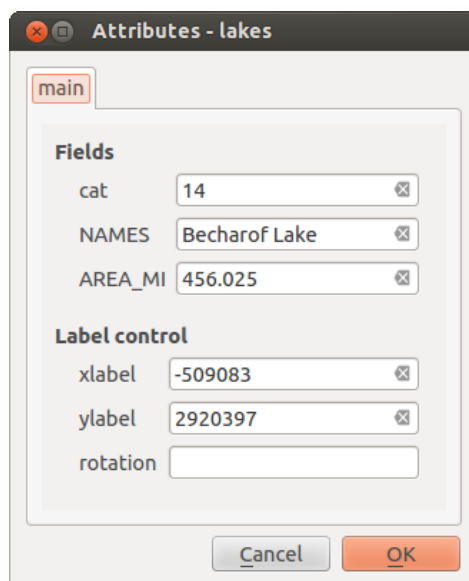 Attributes - lakes
main
Fields
cat 14
NAMES Becharof Lake
AREA_MI 456.025
Label control
xlabel -509083
ylabel 2920397
rotation
Cancel OK